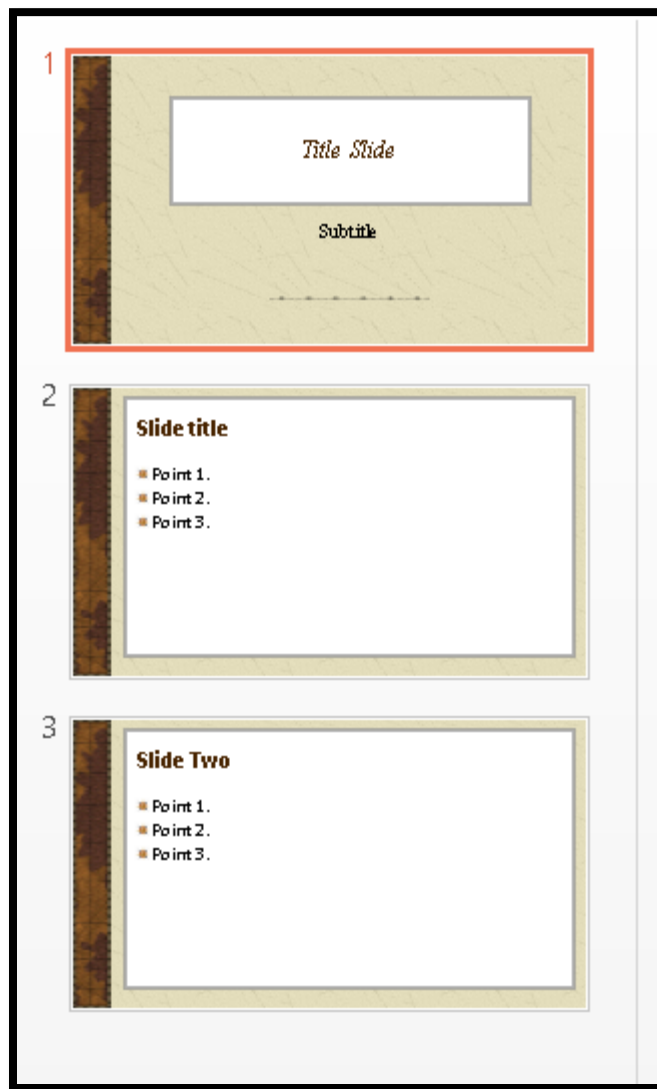 1
Title Slide
Subtitle
2
Slide title
Point 1.
Point 2.
Point 3.
3
Slide Two
Point 1.
Point 2.
Point 3.